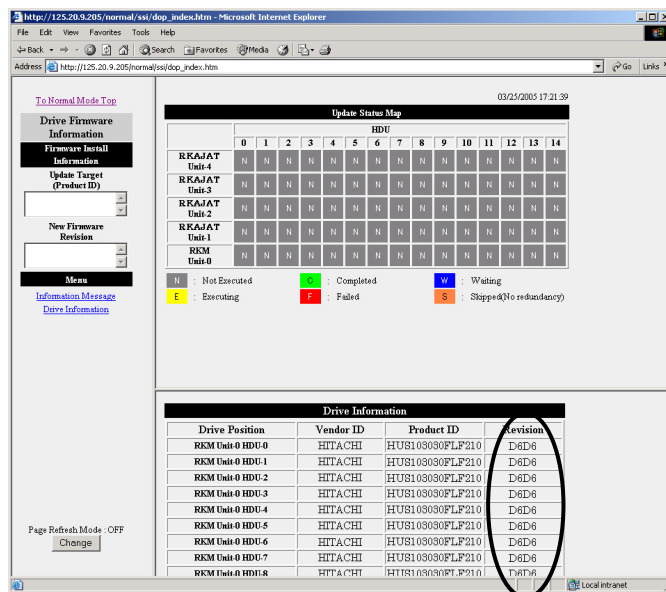 http://125.20.9.205/normal/ssi/dop_index.htm - Microsoft Internet Explorer
File Edit View Favorites Tools Help
Back Search Favorites Media
Address http://125.20.9.205/normal/ssi/dop_index.htm Go Links
To Normal Mode Top
Drive Firmware
Information
Firmware Install
Information
Update Target
(Product ID)
New Firmware
Revision
Menu
Information Message
Drive Information
Page Refresh Mode : OFF
Change
03/25/2005 17:21:39
Update Status Map
HDU
0 1 2 3 4 5 6 7 8 9 10 11 12 13 14
RKAJAT
Unit-4
N N N N N N N N N N N N N N N
RKAJAT
Unit-3
N N N N N N N N N N N N N N N
RKAJAT
Unit-2
N N N N N N N N N N N N N N N
RKAJAT
Unit-1
N N N N N N N N N N N N N N N
RKM
Unit-0
N N N N N N N N N N N N N N N
N : Not Executed C : Completed W : Waiting
E : Executing F : Failed S : Skipped(No redundancy)
Drive Information
Drive Position Vendor ID Product ID Revision
RKM Unit-0 HDU-0 HITACHI HUS103030FLF210 D6D6
RKM Unit-0 HDU-1 HITACHI HUS103030FLF210 D6D6
RKM Unit-0 HDU-2 HITACHI HUS103030FLF210 D6D6
RKM Unit-0 HDU-3 HITACHI HUS103030FLF210 D6D6
RKM Unit-0 HDU-4 HITACHI HUS103030FLF210 D6D6
RKM Unit-0 HDU-5 HITACHI HUS103030FLF210 D6D6
RKM Unit-0 HDU-6 HITACHI HUS103030FLF210 D6D6
RKM Unit-0 HDU-7 HITACHI HUS103030FLF210 D6D6
RKM Unit-0 HDU-8 HITACHI HUS103030FLF210 D6D6
Local intranet